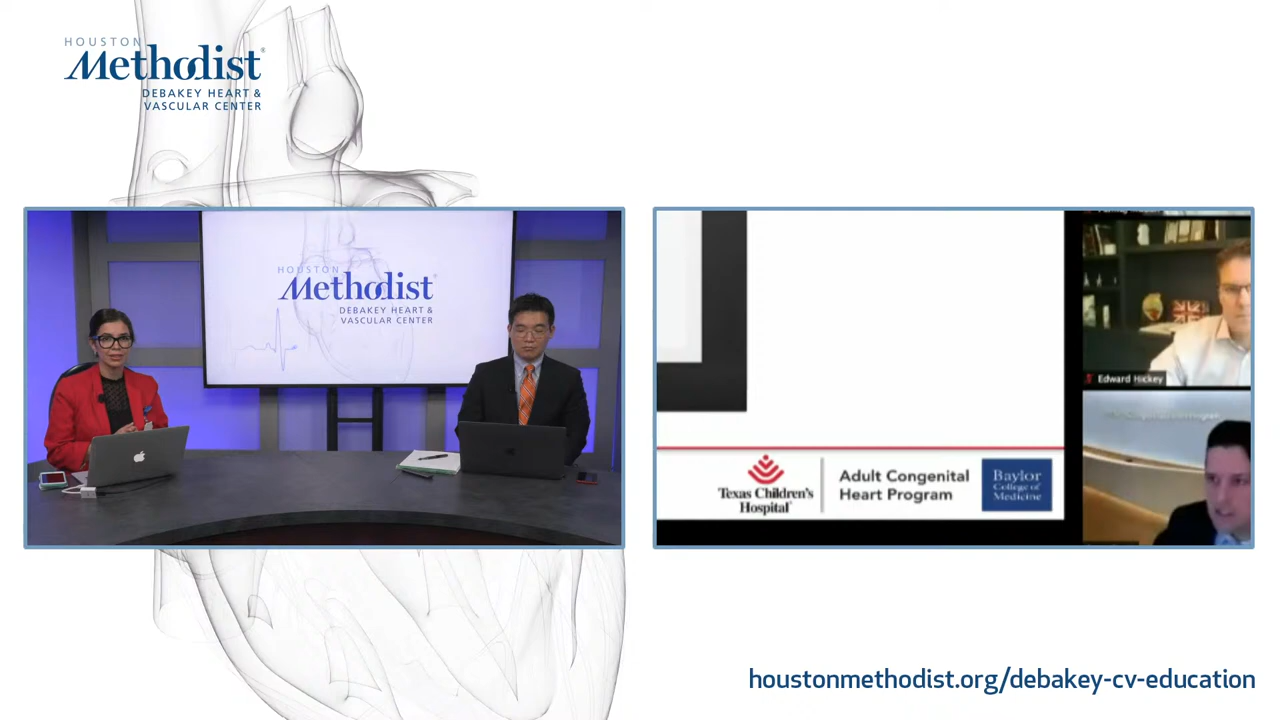 HOUSTON
Methodist®
DEBAKEY HEART &
VASCULAR CENTER
HOUSTON
Methodist®
DEBAKEY HEART &
VASCULAR CENTER
Edward Hickey
Texas Children's
Hospital
Adult Congenital
Heart Program
Baylor
College of
Medicine
houstonmethodist.org/debakey-cv-education